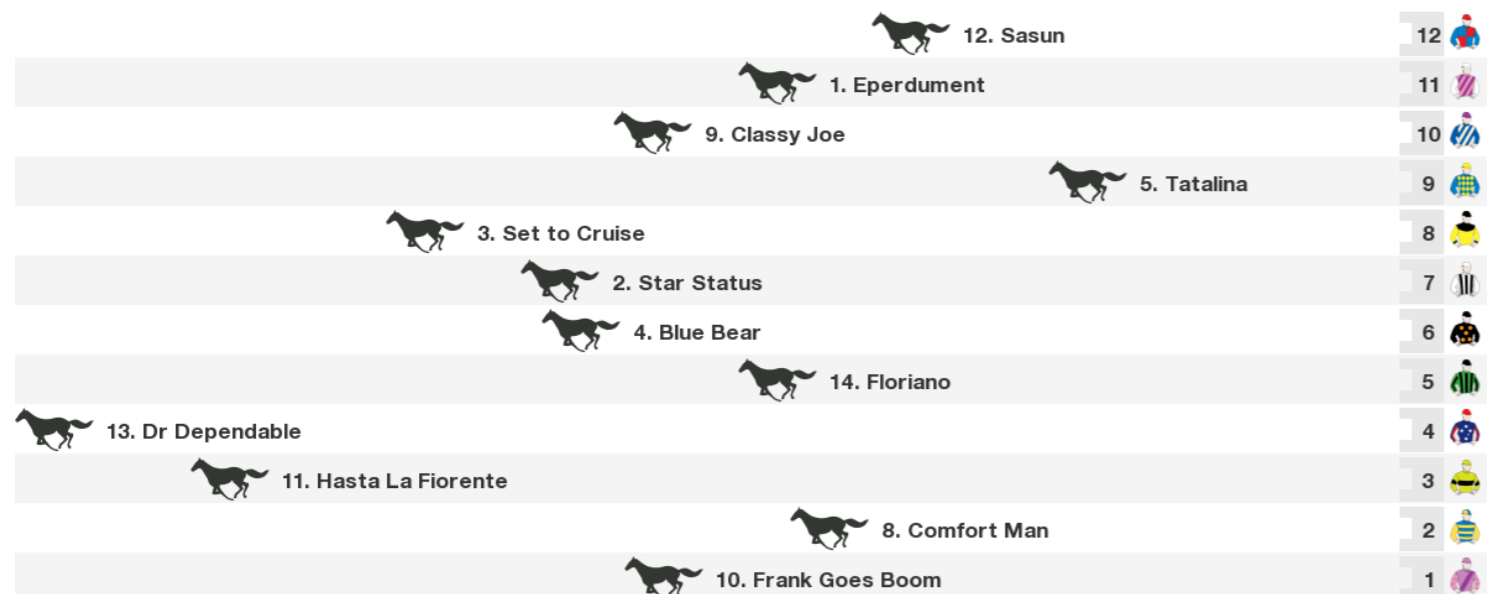 12. Sasun 12
1. Eperdument 11
9. Classy Joe 10
5. Tatalina 9
3. Set to Cruise 8
2. Star Status 7
4. Blue Bear 6
14. Floriano 5
13. Dr Dependable 4
11. Hasta La Fiorente 3
8. Comfort Man 2
10. Frank Goes Boom 1